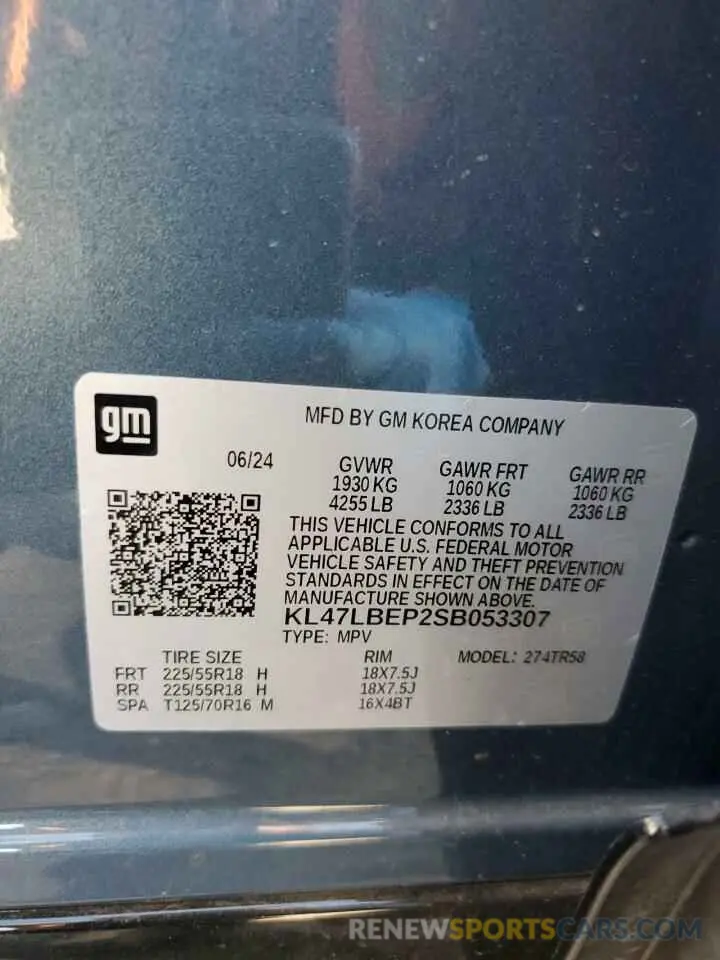 gm
MFD BY GM KOREA COMPANY
06/24
GVWR
1930 KG
4255 LB
GAWR FRT
1060 KG
2336 LB
GAWR RR
1060 KG
2336 LB
THIS VEHICLE CONFORMS TO ALL
APPLICABLE U.S. FEDERAL MOTOR
VEHICLE SAFETY AND THEFT PREVENTION
STANDARDS IN EFFECT ON THE DATE OF
MANUFACTURE SHOWN ABOVE.
KL47LBEP2SB053307
TYPE: MPV
TIRE SIZE RIM MODEL: 274TR58
FRT 225/55R18 H 18X7.5J
RR 225/55R18 H 18X7.5J
SPA T125/70R16 M 16X4BT
RENEWSPORTSCARS.COM